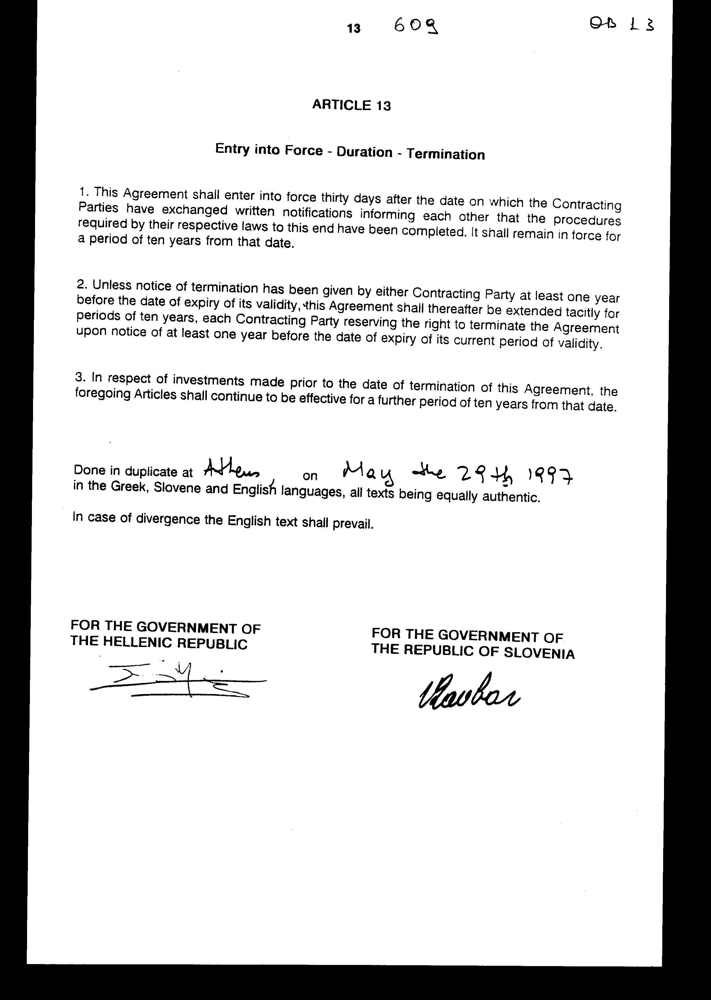 13 609
ARTICLE 13
Entry into Force - Duration - Termination
1. This Agreement shall enter into force thirty days after the date on which the Contracting
Parties have exchanged written notifications informing each other that the procedures
required by their respective laws to this end have been completed. It shall remain in force for
a period of ten years from that date.
2. Unless notice of termination has been given by either Contracting Party at least one year
before the date of expiry of its validity, this Agreement shall thereafter be extended tacitly for
periods of ten years, each Contracting Party reserving the right to terminate the Agreement
upon notice of at least one year before the date of expiry of its current period of validity.
3. In respect of investments made prior to the date of termination of this Agreement, the
foregoing Articles shall continue to be effective for a further period of ten years from that date.
Done in duplicate at Athens, on May the 29th 1997
in the Greek, Slovene and English languages, all texts being equally authentic.
In case of divergence the English text shall prevail.
FOR THE GOVERNMENT OF
THE HELLENIC REPUBLIC
FOR THE GOVERNMENT OF
THE REPUBLIC OF SLOVENIA